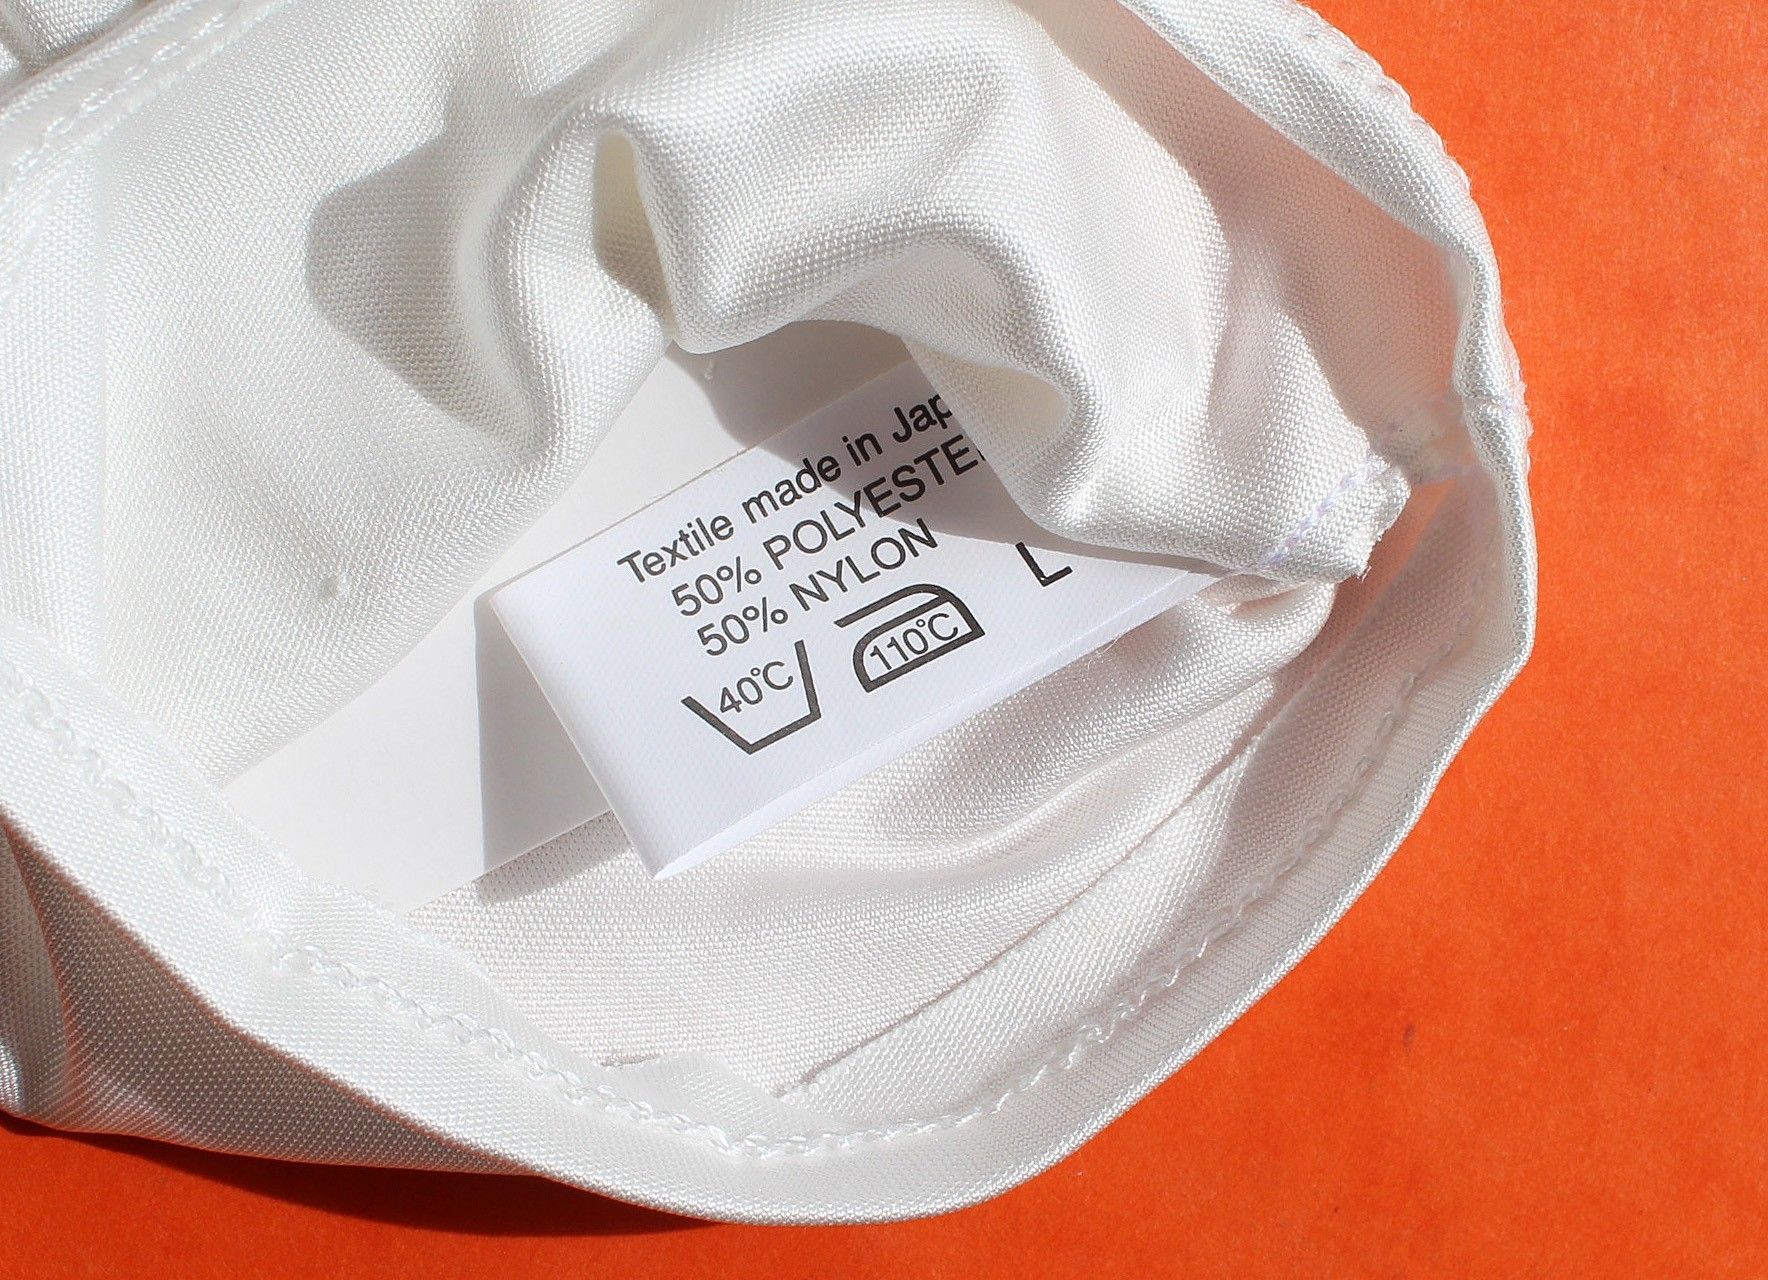 Textile made in Jap
50% POLYESTE
50% NYLON
L
40°C
110°C